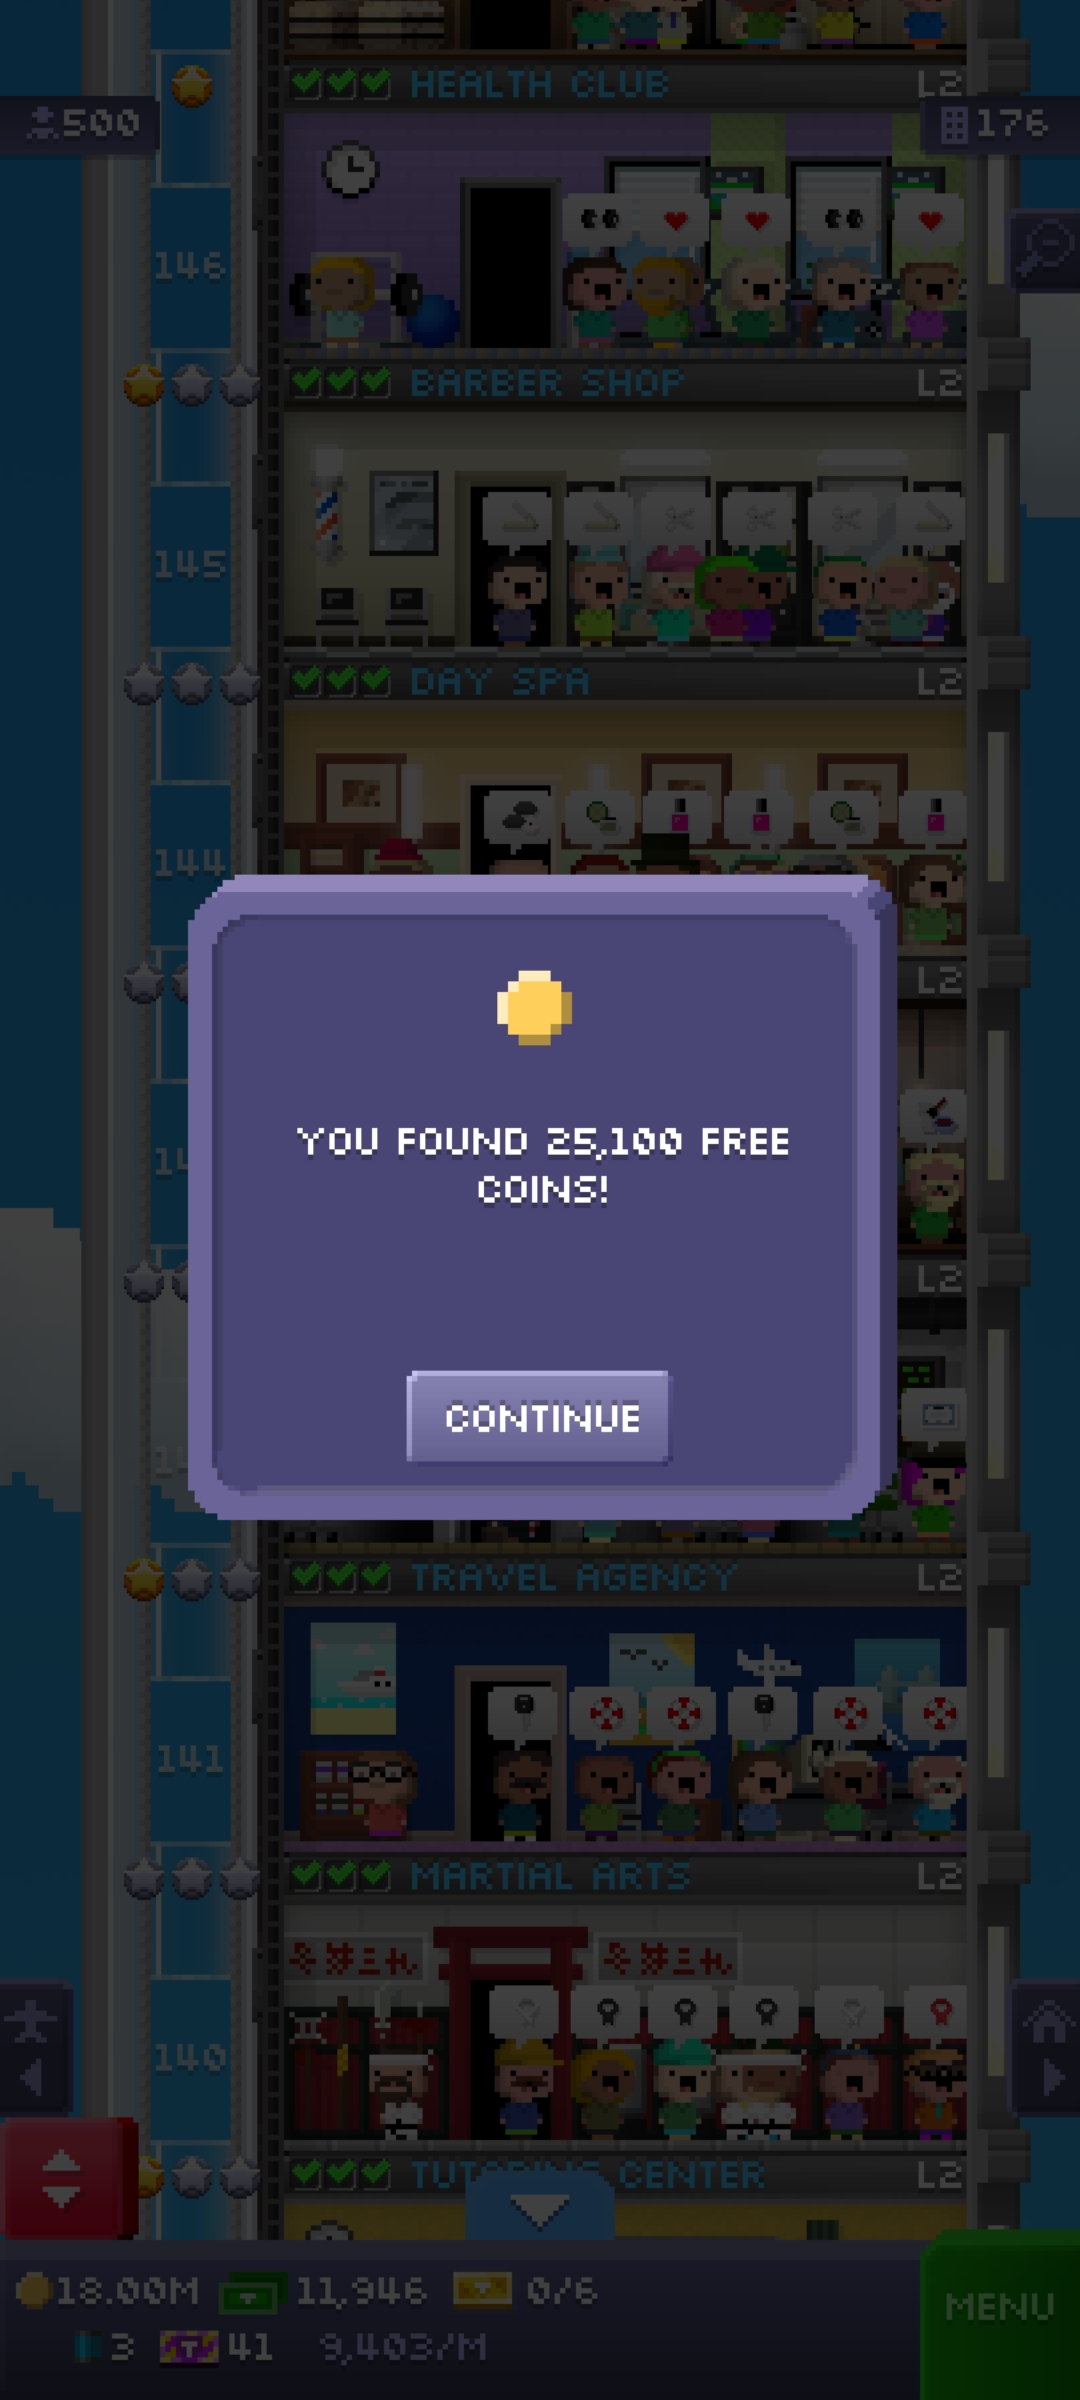 HEALTH CLUB L2
500
176
146
BARBER SHOP L2
145
DAY SPA L2
144
L2
YOU FOUND 25,100 FREE
COINS!
L2
CONTINUE
TRAVEL AGENCY L2
141
MARTIAL ARTS L2
140
TUTORING CENTER L2
18.00M 11,946 0/6
MENU
3 41 9,403/M